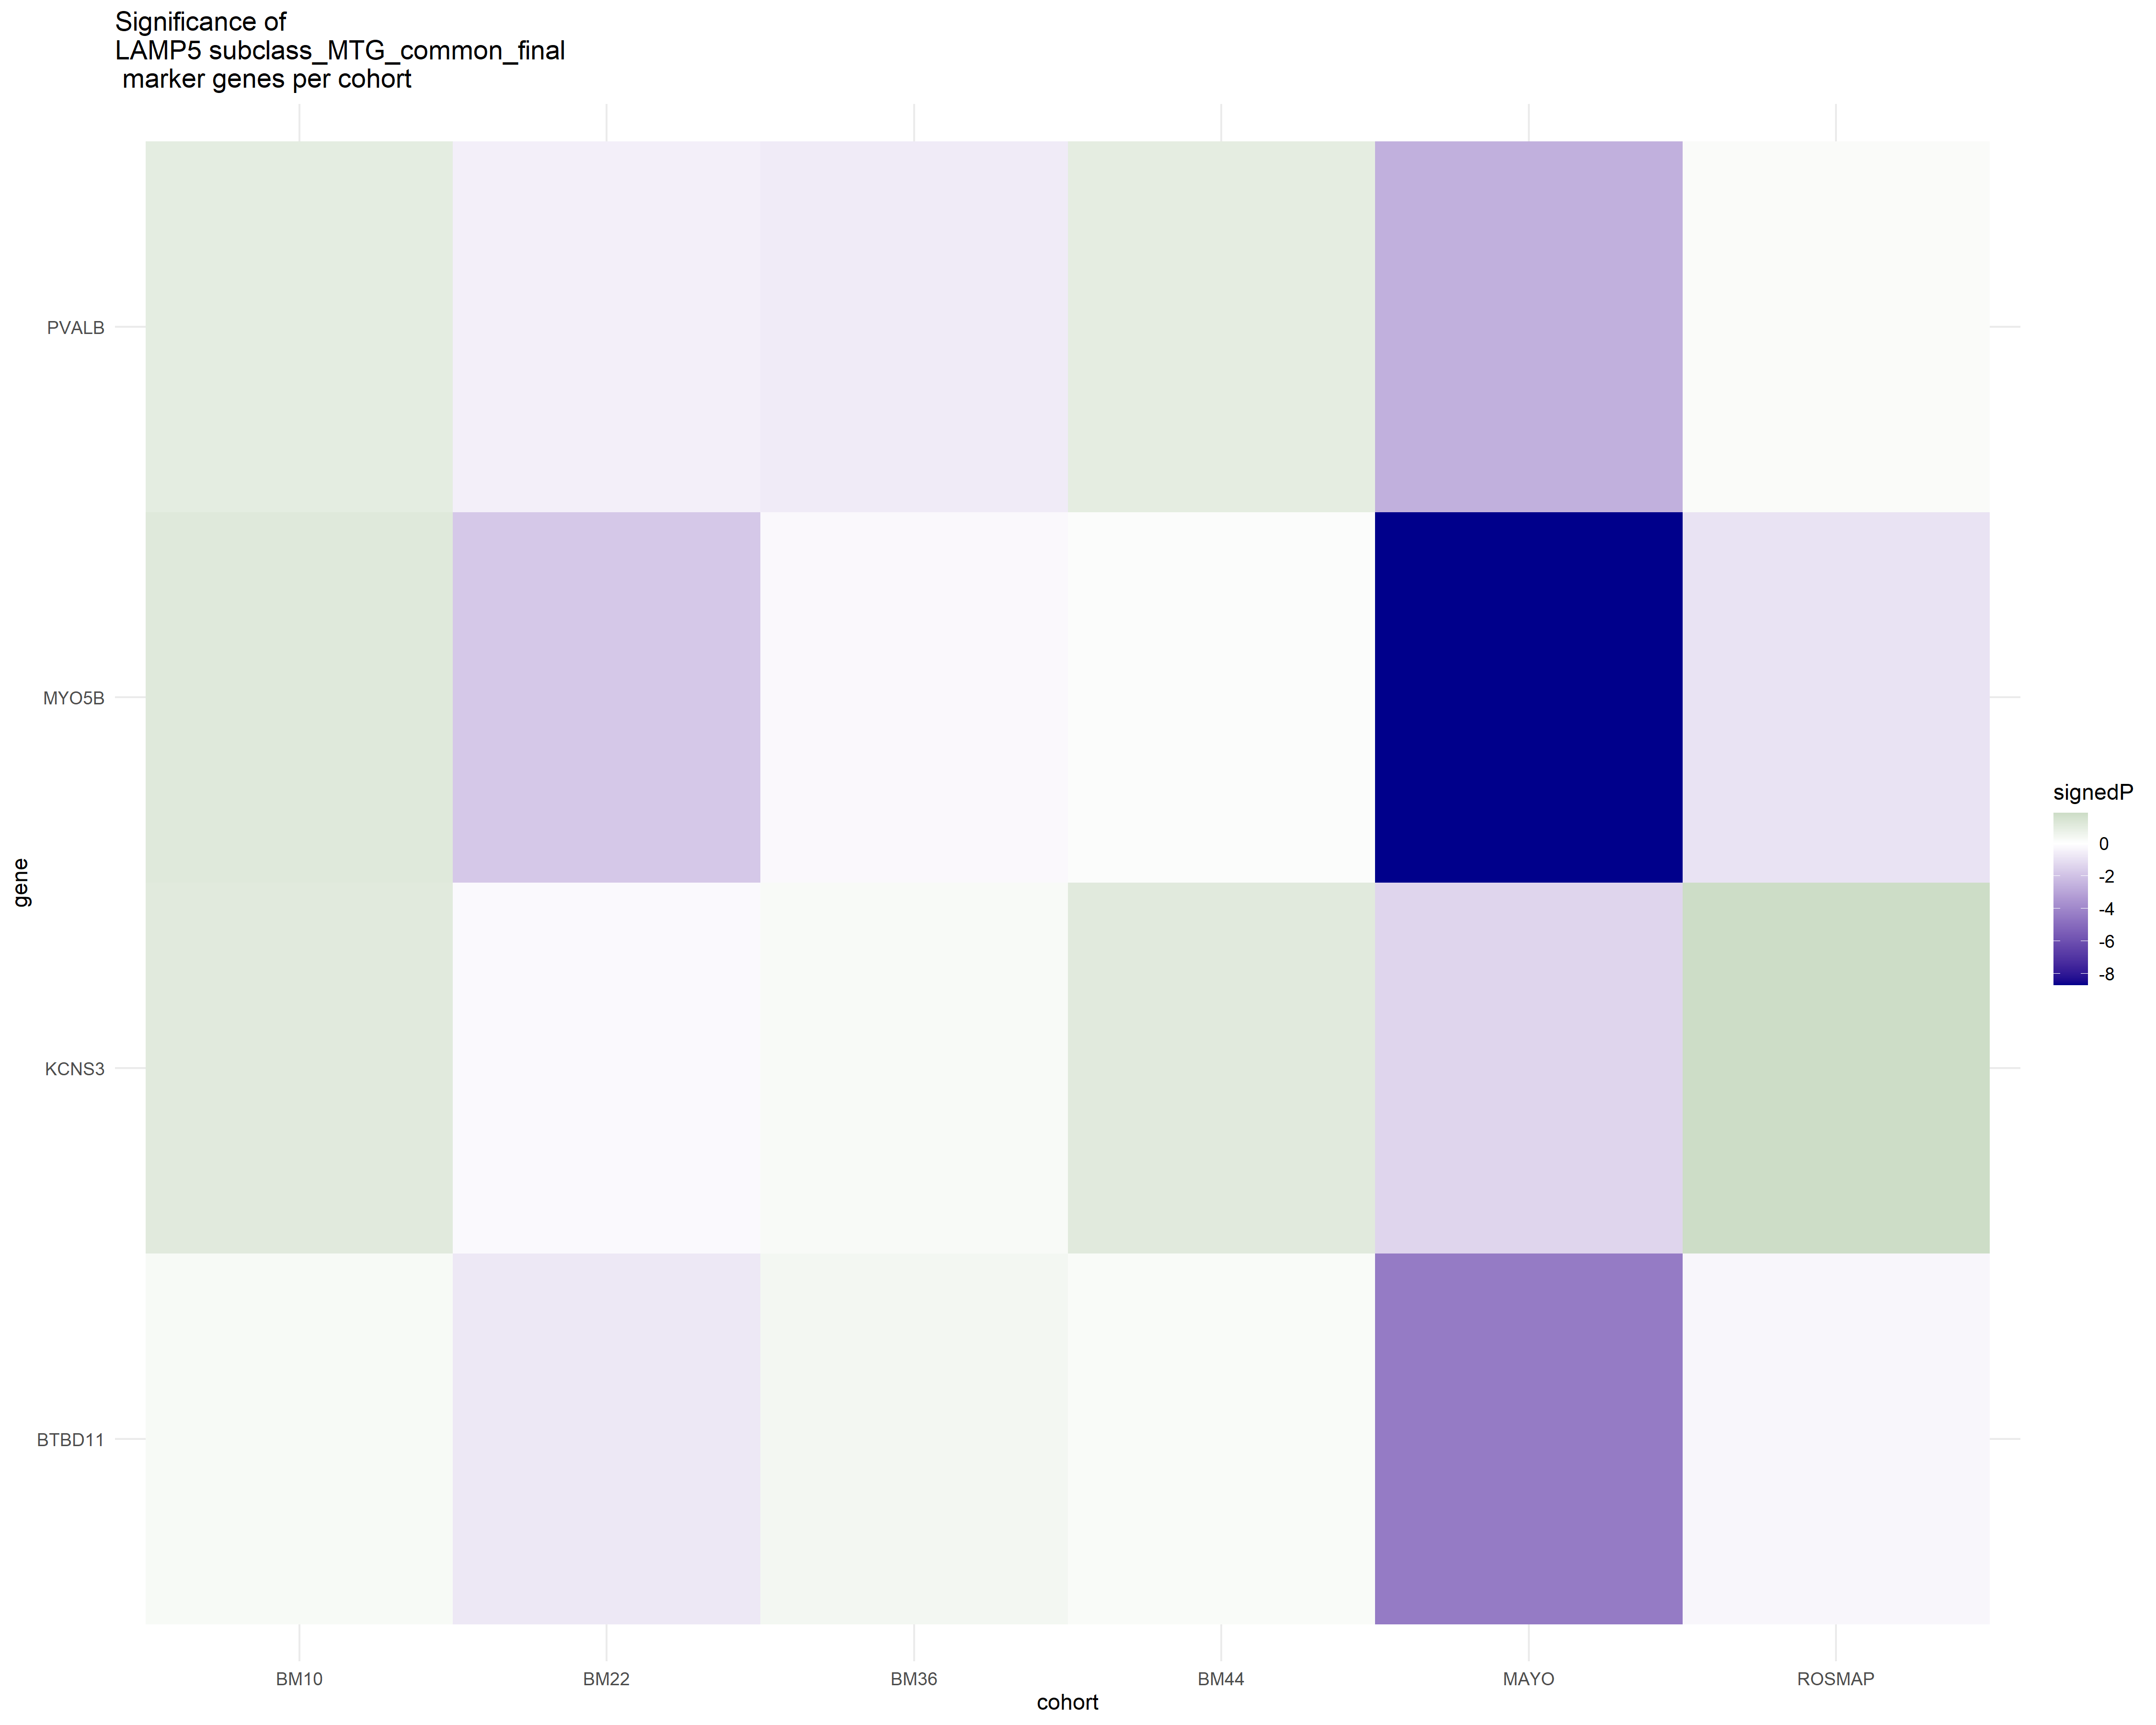 Significance of
LAMP5 subclass_MTG_common_final
marker genes per cohort
PVALB
MYO5B
KCNS3
BTBD11
gene
BM10
BM22
BM36
BM44
MAYO
ROSMAP
cohort
signedP
0
-2
-4
-6
-8